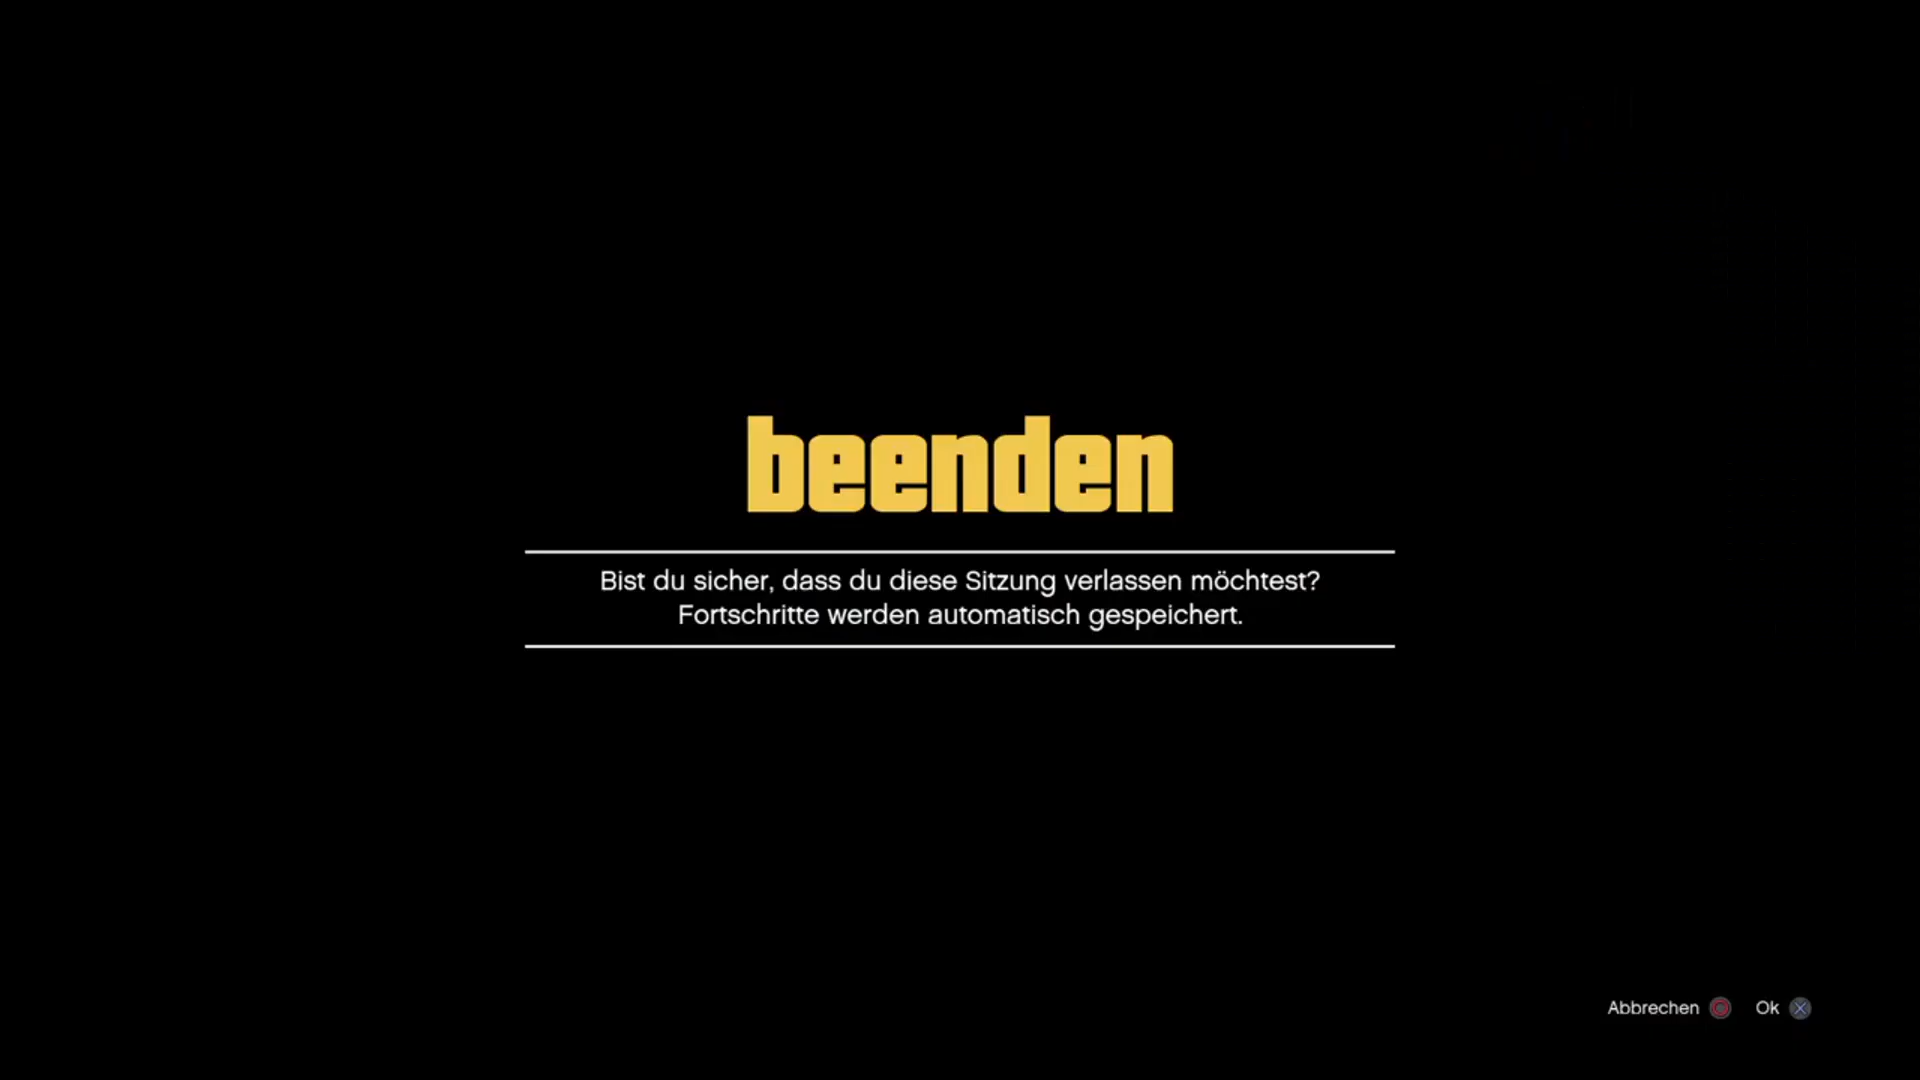 beenden
Bist du sicher, dass du diese Sitzung verlassen möchtest?
Fortschritte werden automatisch gespeichert.
Abbrechen Ok